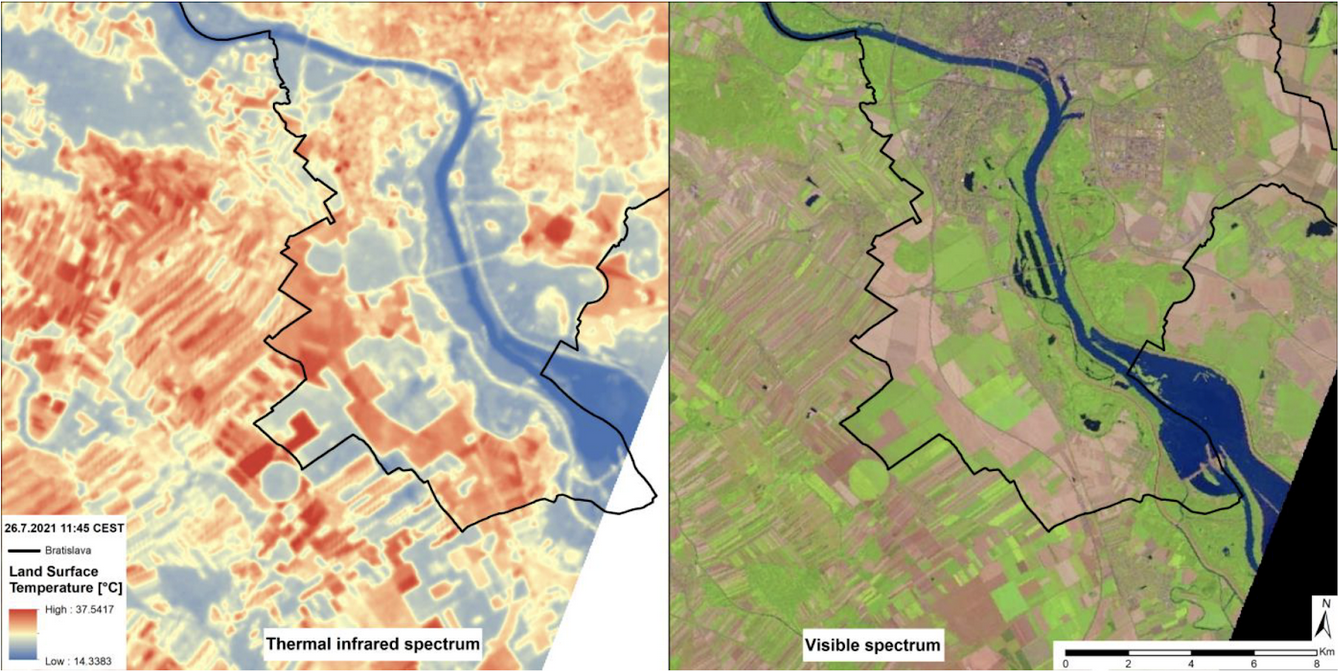 26.7.2021 11:45 CEST
Bratislava
Land Surface
Temperature [°C]
High : 37.5417
Low : 14.3383
Thermal infrared spectrum
Visible spectrum
N
Km
0 2 4 6 8